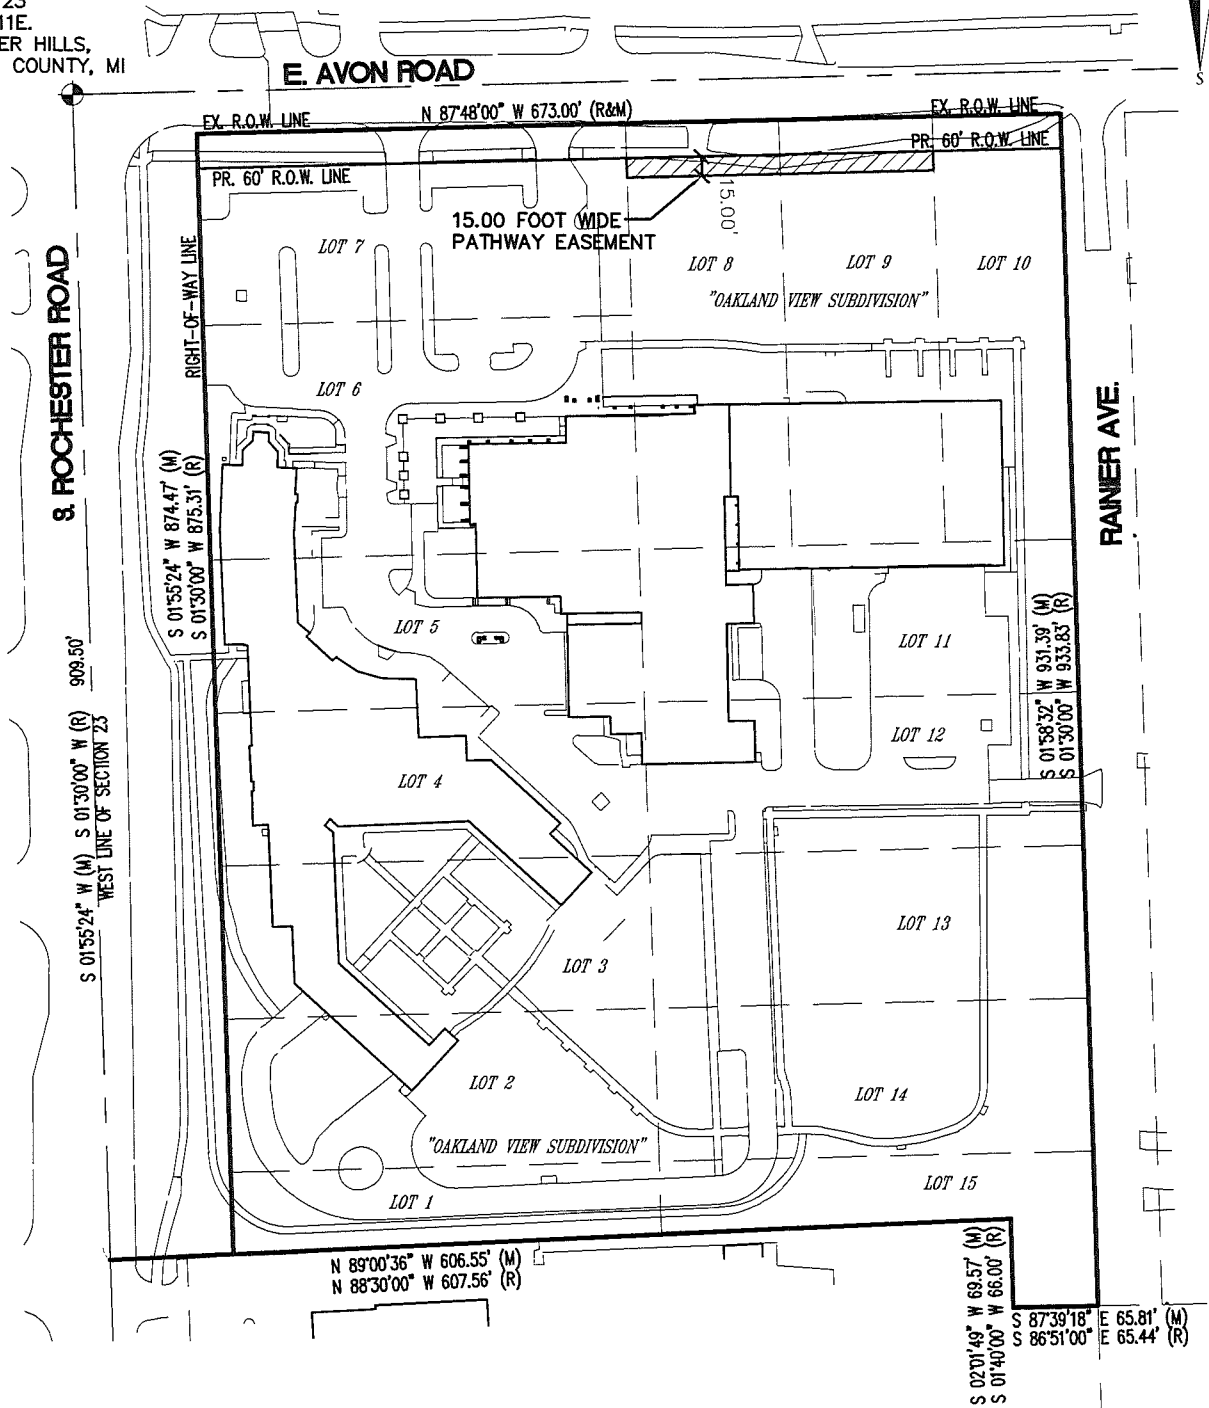 23
11E.
ER HILLS,
COUNTY, MI
S
E. AVON ROAD
EX. R.O.W. LINE
N 87°48'00" W 673.00' (R&M)
EX. R.O.W. LINE
PR. 60' R.O.W. LINE
PR. 60' R.O.W. LINE
15.00'
15.00 FOOT WIDE
PATHWAY EASEMENT
LOT 7
LOT 8
LOT 9
LOT 10
"OAKLAND VIEW SUBDIVISION"
RIGHT-OF-WAY LINE
S. ROCHESTER ROAD
LOT 6
RAINIER AVE.
S 01°55'24" W 874.47' (M)
S 01°30'00" W 875.31' (R)
LOT 5
LOT 11
S 01°58'32" W 931.39' (M)
S 01°30'00" W 933.83' (R)
LOT 12
LOT 4
S 01°55'24" W (M) S 01°30'00" W (R) 909.50'
WEST LINE OF SECTION 23
LOT 13
LOT 3
LOT 2
LOT 14
"OAKLAND VIEW SUBDIVISION"
LOT 1
LOT 15
N 89°00'36" W 606.55' (M)
N 88°30'00" W 607.56' (R)
S 02°01'49" W 69.57' (M)
S 01°40'00" W 66.00' (R)
S 87°39'18" E 65.81' (M)
S 86°51'00" E 65.44' (R)